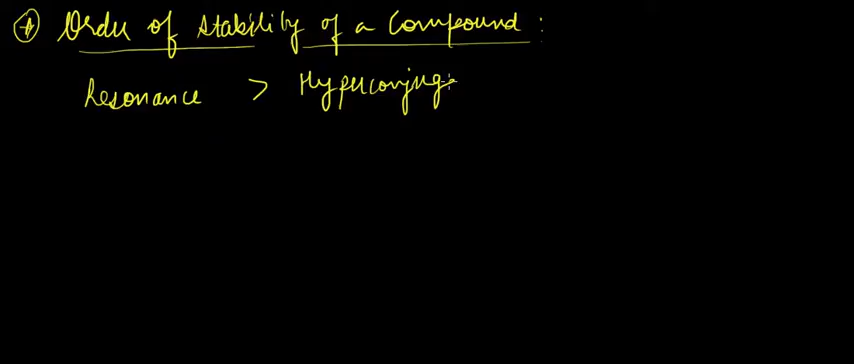 Order of Stability of a Compound :
Resonance > Hyperconjug